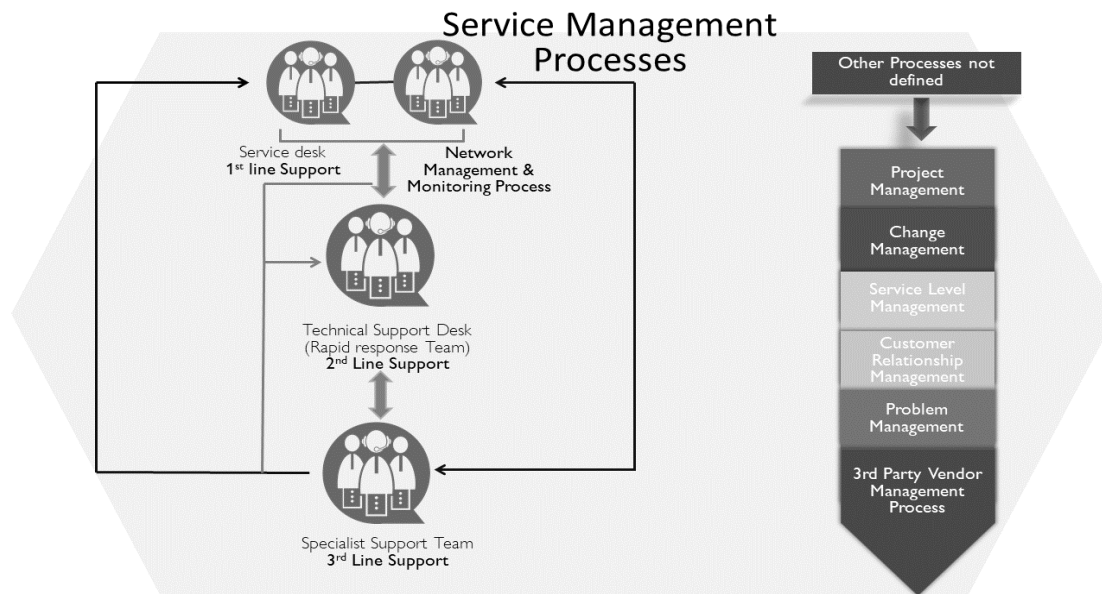 Service Management
Processes
Service desk
1st line Support
Network
Management &
Monitoring Process
Technical Support Desk
(Rapid response Team)
2nd Line Support
Specialist Support Team
3rd Line Support
Other Processes not
defined
Project
Management
Change
Management
Service Level
Management
Customer
Relationship
Management
Problem
Management
3rd Party Vendor
Management
Process